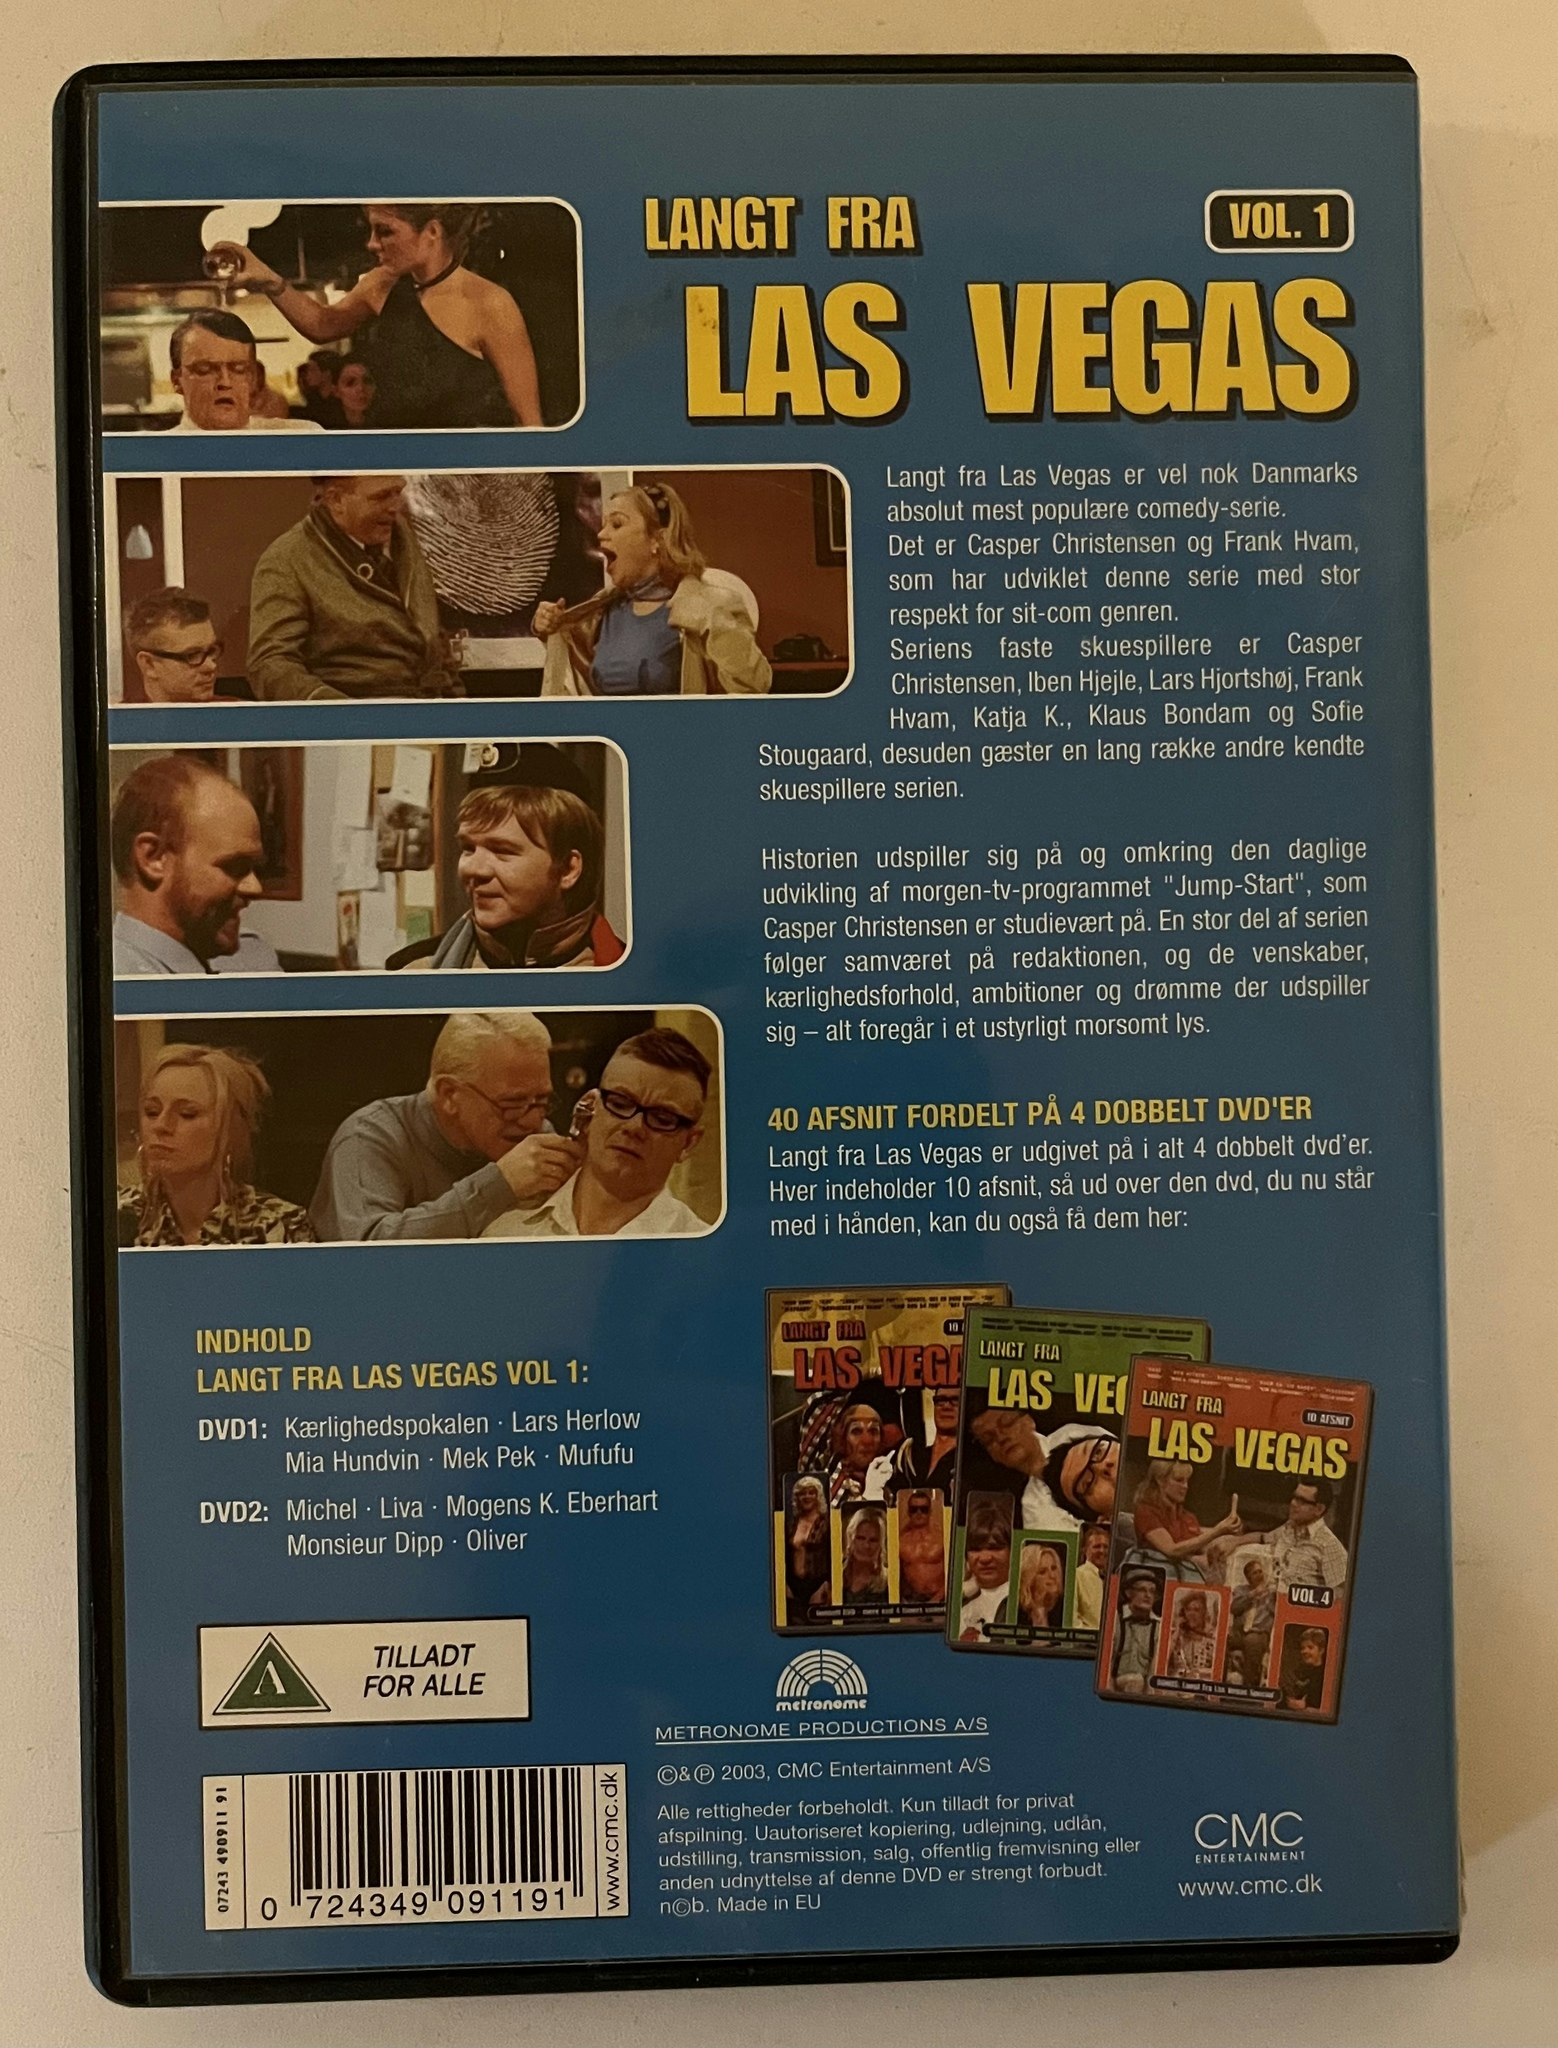 LANGT FRA
VOL. 1
LAS VEGAS
Langt fra Las Vegas er vel nok Danmarks
absolut mest populære comedy-serie.
Det er Casper Christensen og Frank Hvam,
som har udviklet denne serie med stor
respekt for sit-com genren.
Seriens faste skuespillere er Casper
Christensen, Iben Hjejle, Lars Hjortshøj, Frank
Hvam, Katja K., Klaus Bondam og Sofie
Stougaard, desuden gæster en lang række andre kendte
skuespillere serien.
Historien udspiller sig på og omkring den daglige
udvikling af morgen-tv-programmet "Jump-Start", som
Casper Christensen er studievært på. En stor del af serien
følger samværet på redaktionen, og de venskaber,
kærlighedsforhold, ambitioner og drømme der udspiller
sig – alt foregår i et ustyrligt morsomt lys.
40 AFSNIT FORDELT PÅ 4 DOBBELT DVD'ER
Langt fra Las Vegas er udgivet på i alt 4 dobbelt dvd'er.
Hver indeholder 10 afsnit, så ud over den dvd, du nu står
med i hånden, kan du også få dem her:
INDHOLD
LANGT FRA LAS VEGAS VOL 1:
DVD1: Kærlighedspokalen · Lars Herlow
Mia Hundvin · Mek Pek · Mufufu
DVD2: Michel · Liva · Mogens K. Eberhart
Monsieur Dipp · Oliver
LANGT FRA
10
LAS VEGA
LANGT FRA
LAS VEG
LANGT FRA
10 AFSNIT
LAS VEGAS
VOL. 4
BONUS: Langt Fra Las Vegas Special
A
TILLADT
FOR ALLE
metronome
METRONOME PRODUCTIONS A/S
©&℗ 2003, CMC Entertainment A/S
Alle rettigheder forbeholdt. Kun tilladt for privat
afspilning. Uautoriseret kopiering, udlejning, udlån,
udstilling, transmission, salg, offentlig fremvisning eller
anden udnyttelse af denne DVD er strengt forbudt.
n©b. Made in EU
CMC
ENTERTAINMENT
www.cmc.dk
07243 490911 91
0 724349 091191
www.cmc.dk